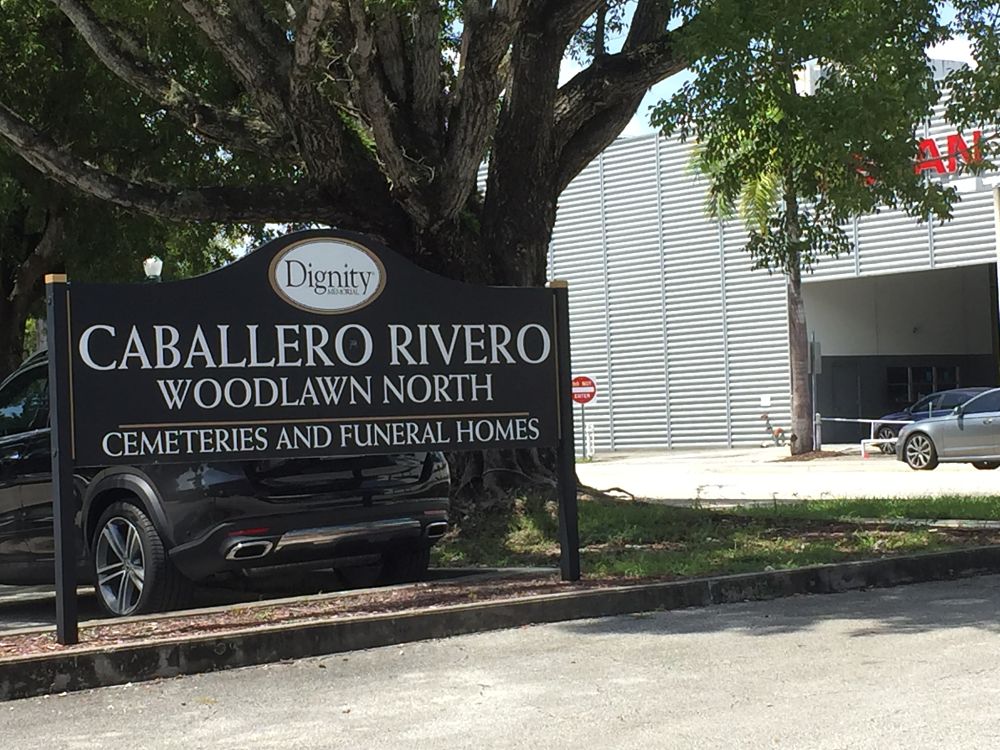 Dignity
MEMORIAL
CABALLERO RIVERO
WOODLAWN NORTH
CEMETERIES AND FUNERAL HOMES
DO NOT
ENTER